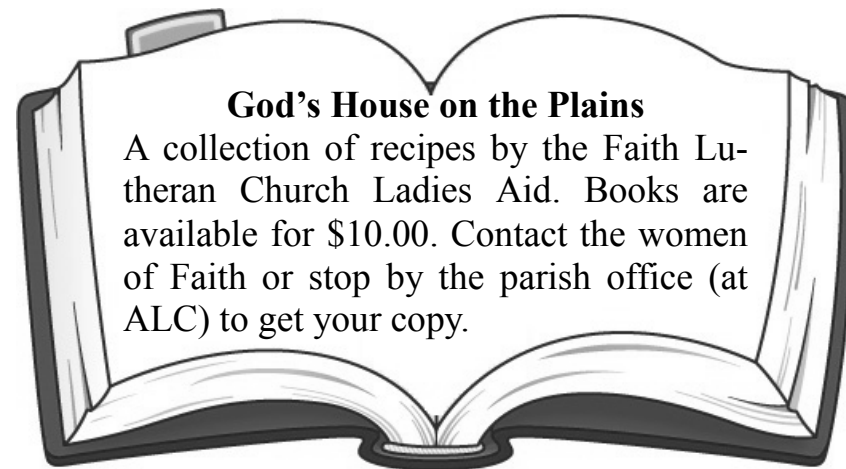 God’s House on the Plains
A collection of recipes by the Faith Lu-
theran Church Ladies Aid. Books are
available for $10.00. Contact the women
of Faith or stop by the parish office (at
ALC) to get your copy.